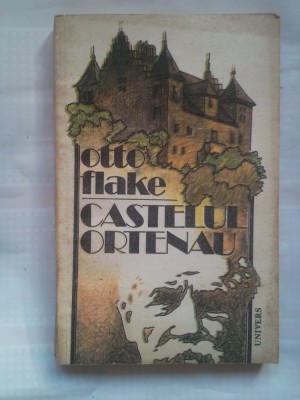 otto
flake
CASTELUL
ORTENAU
UNIVERS